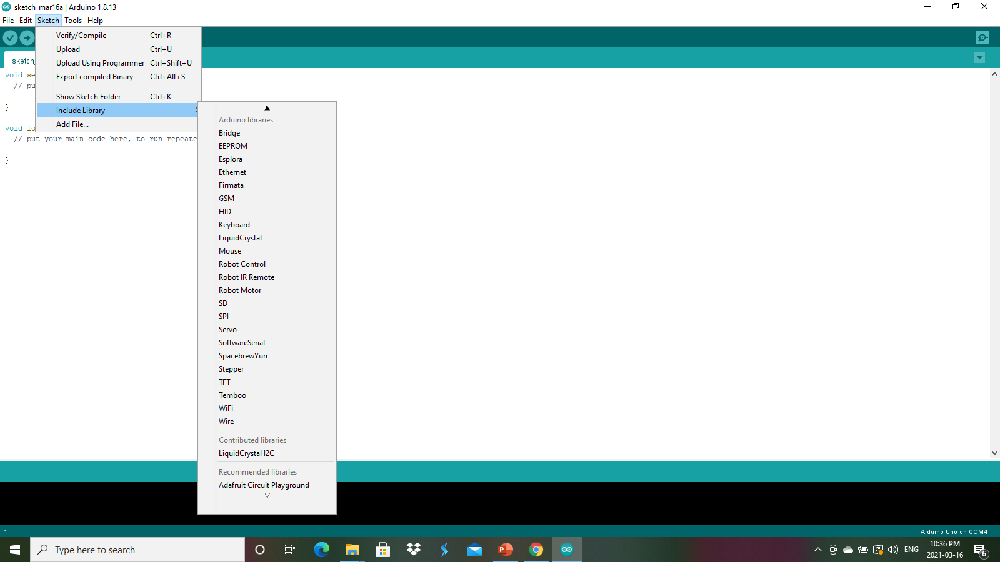 sketch_mar16a | Arduino 1.8.13
File Edit Sketch Tools Help
Verify/Compile Ctrl+R
Upload Ctrl+U
Upload Using Programmer Ctrl+Shift+U
Export compiled Binary Ctrl+Alt+S
Show Sketch Folder Ctrl+K
Include Library
Add File...
sketch_
void se
// pu
}
void lo
// put your main code here, to run repeate
}
Arduino libraries
Bridge
EEPROM
Esplora
Ethernet
Firmata
GSM
HID
Keyboard
LiquidCrystal
Mouse
Robot Control
Robot IR Remote
Robot Motor
SD
SPI
Servo
SoftwareSerial
SpacebrewYun
Stepper
TFT
Temboo
WiFi
Wire
Contributed libraries
LiquidCrystal I2C
Recommended libraries
Adafruit Circuit Playground
1
Arduino Uno on COM4
Type here to search
P
ENG
10:36 PM
2021-03-16
6